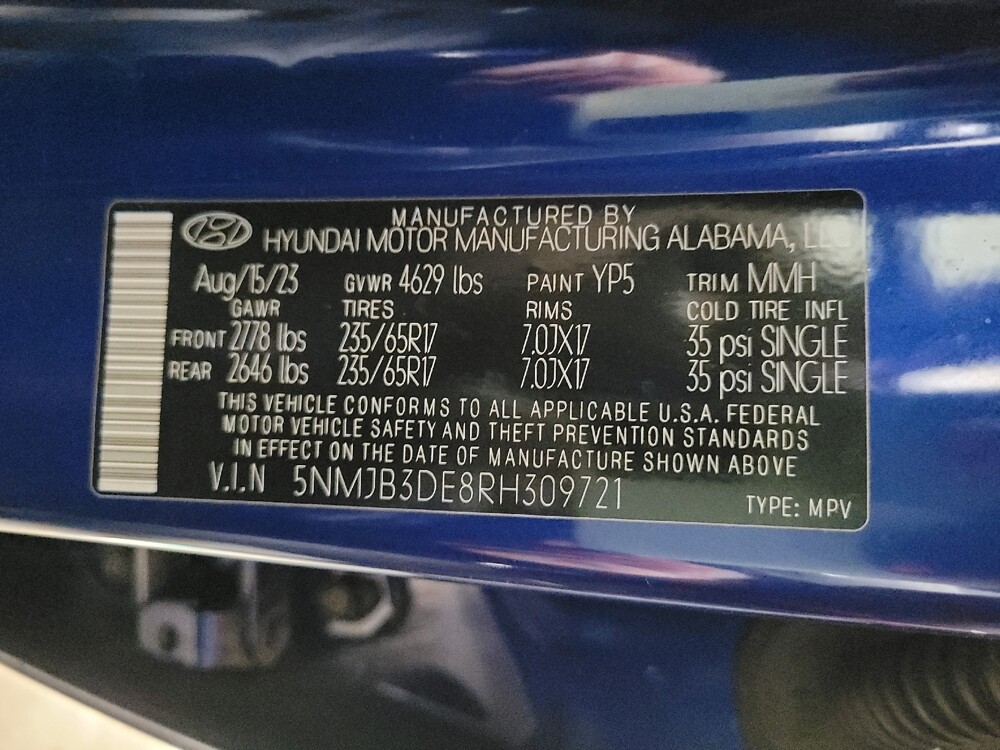 MANUFACTURED BY
HYUNDAI MOTOR MANUFACTURING ALABAMA, LLC
Aug/15/23 GVWR 4629 lbs PAINT YP5 TRIM MMH
GAWR TIRES RIMS COLD TIRE INFL
FRONT 2778 lbs 235/65R17 7.0JX17 35 psi SINGLE
REAR 2646 lbs 235/65R17 7.0JX17 35 psi SINGLE
THIS VEHICLE CONFORMS TO ALL APPLICABLE U.S.A. FEDERAL
MOTOR VEHICLE SAFETY AND THEFT PREVENTION STANDARDS
IN EFFECT ON THE DATE OF MANUFACTURE SHOWN ABOVE
V.I.N 5NMJB3DE8RH309721
TYPE: MPV